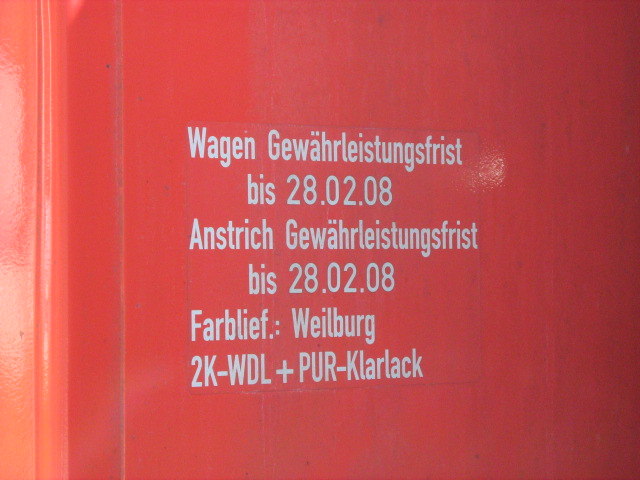 Wagen Gewährleistungsfrist
bis 28.02.08
Anstrich Gewährleistungsfrist
bis 28.02.08
Farblief.: Weilburg
2K-WDL + PUR-Klarlack